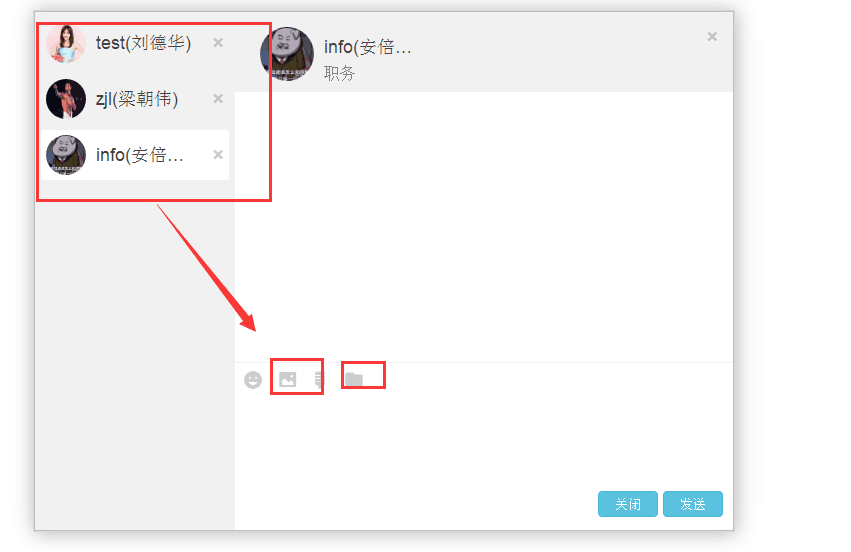 test(刘德华) ×
zjl(梁朝伟) ×
info(安倍... ×
info(安倍... ×
职务
关闭 发送